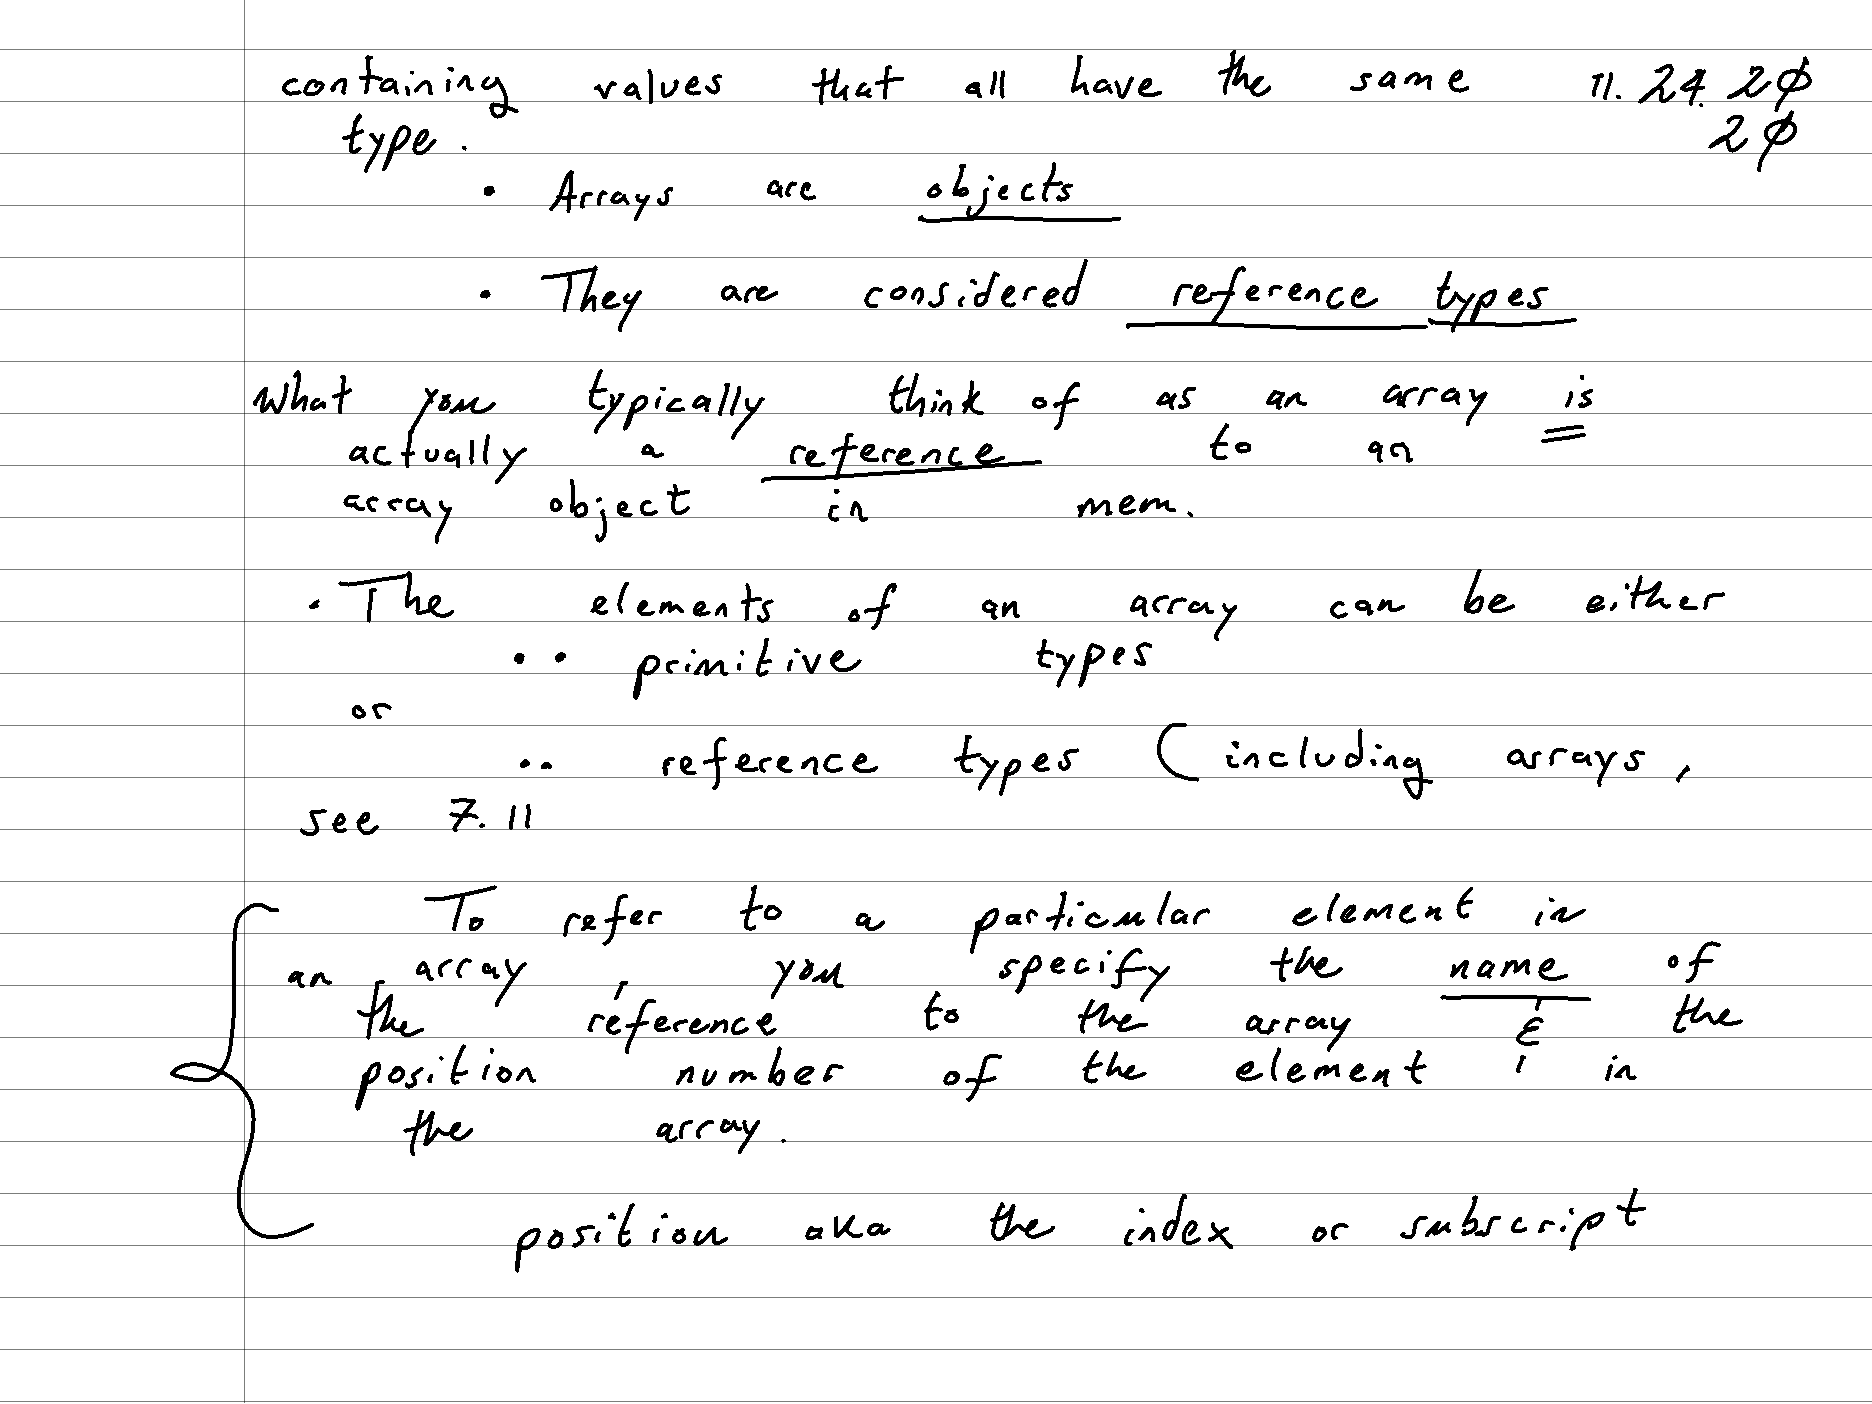 containing values that all have the same 11.24.20
type. 20
• Arrays are objects
• They are considered reference types
What you typically think of as an array is
actually a reference to an
array object in mem.
• The elements of an array can be either
•• primitive types
or
•• reference types (including arrays,
see 7.11
To refer to a particular element in
an array, you specify the name of
the reference to the array & the
position number of the element in
the array.
position aka the index or subscript